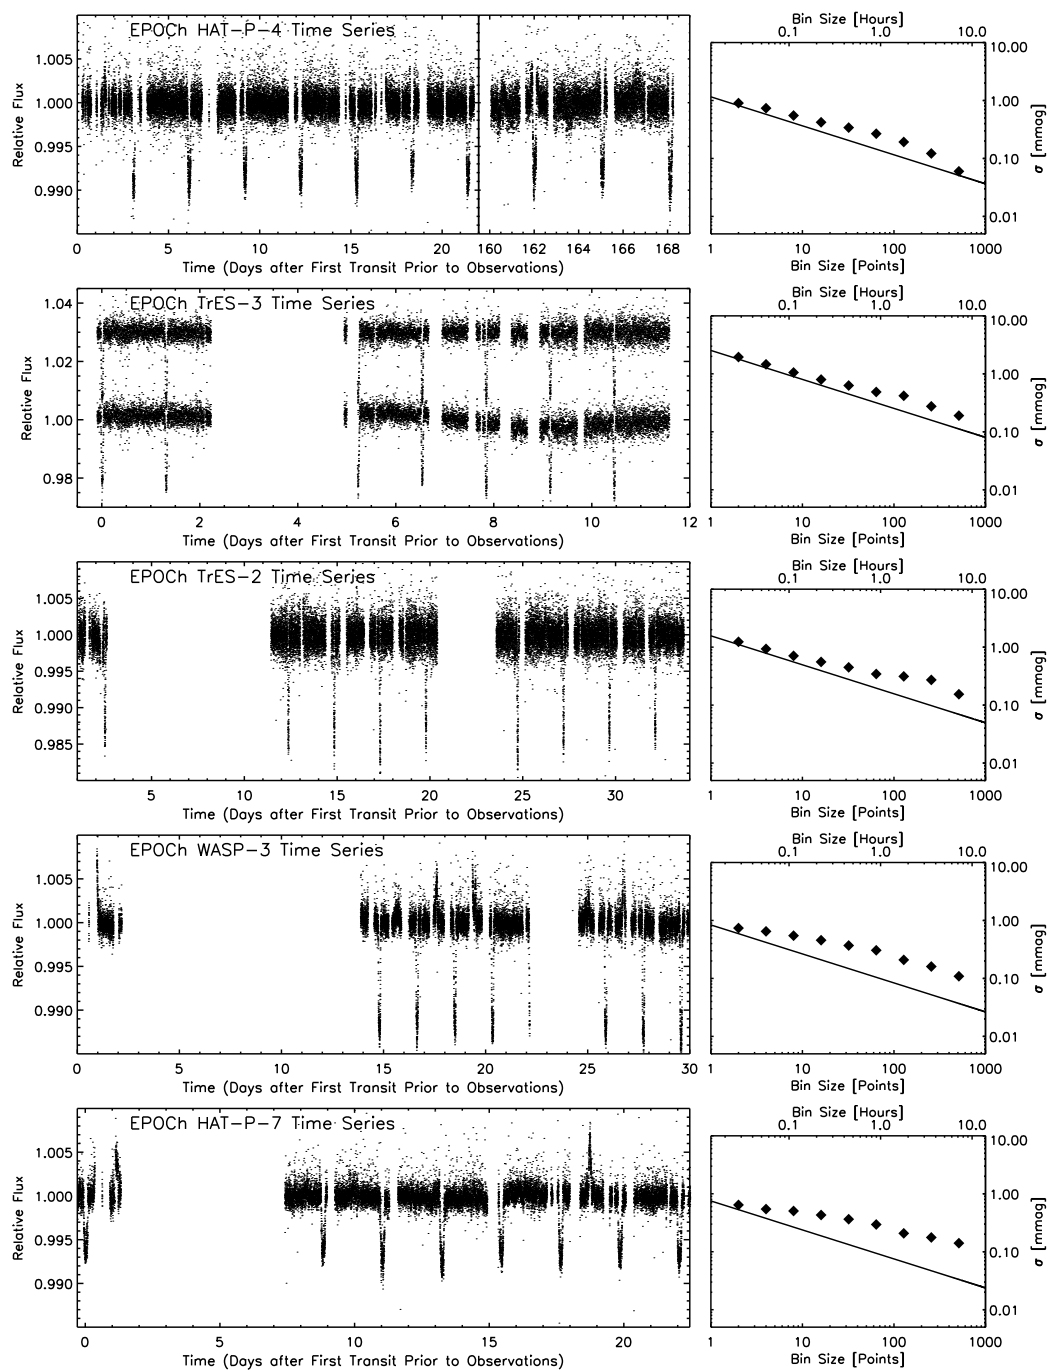 EPOCh HAT-P-4 Time Series
1.005
1.000
0.995
0.990
Relative Flux
0 5 10 15 20 160 162 164 166 168
Time (Days after First Transit Prior to Observations)
Bin Size [Hours]
0.1 1.0 10.0
10.00
1.00
0.10
0.01
σ [mmag]
1 10 100 1000
Bin Size [Points]
EPOCh TrES-3 Time Series
1.04
1.02
1.00
0.98
Relative Flux
0 2 4 6 8 10 12
Time (Days after First Transit Prior to Observations)
Bin Size [Hours]
0.1 1.0 10.0
10.00
1.00
0.10
0.01
σ [mmag]
1 10 100 1000
Bin Size [Points]
EPOCh TrES-2 Time Series
1.005
1.000
0.995
0.990
0.985
Relative Flux
5 10 15 20 25 30
Time (Days after First Transit Prior to Observations)
Bin Size [Hours]
0.1 1.0 10.0
10.00
1.00
0.10
0.01
σ [mmag]
1 10 100 1000
Bin Size [Points]
EPOCh WASP-3 Time Series
1.005
1.000
0.995
0.990
Relative Flux
0 5 10 15 20 25 30
Time (Days after First Transit Prior to Observations)
Bin Size [Hours]
0.1 1.0 10.0
10.00
1.00
0.10
0.01
σ [mmag]
1 10 100 1000
Bin Size [Points]
EPOCh HAT-P-7 Time Series
1.005
1.000
0.995
0.990
Relative Flux
0 5 10 15 20
Time (Days after First Transit Prior to Observations)
Bin Size [Hours]
0.1 1.0 10.0
10.00
1.00
0.10
0.01
σ [mmag]
1 10 100 1000
Bin Size [Points]